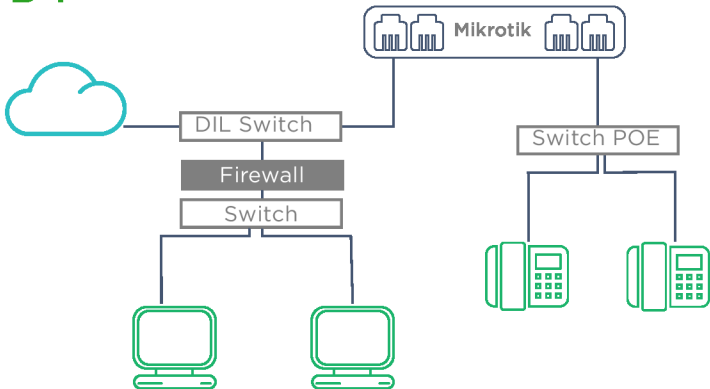 Mikrotik
DIL Switch
Switch POE
Firewall
Switch